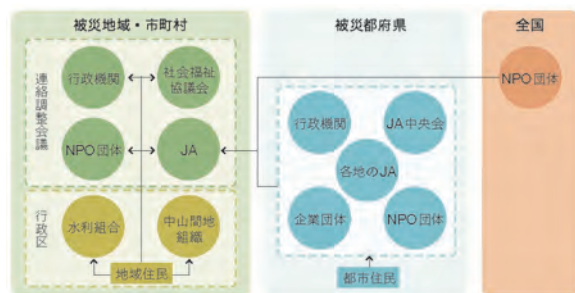 被災地域・市町村
連絡調整会議
行政機関
社会福祉
協議会
NPO団体
JA
行政区
水利組合
中山間地
組織
地域住民
被災都府県
行政機関
JA中央会
各地のJA
企業団体
NPO団体
都市住民
全国
NPO団体